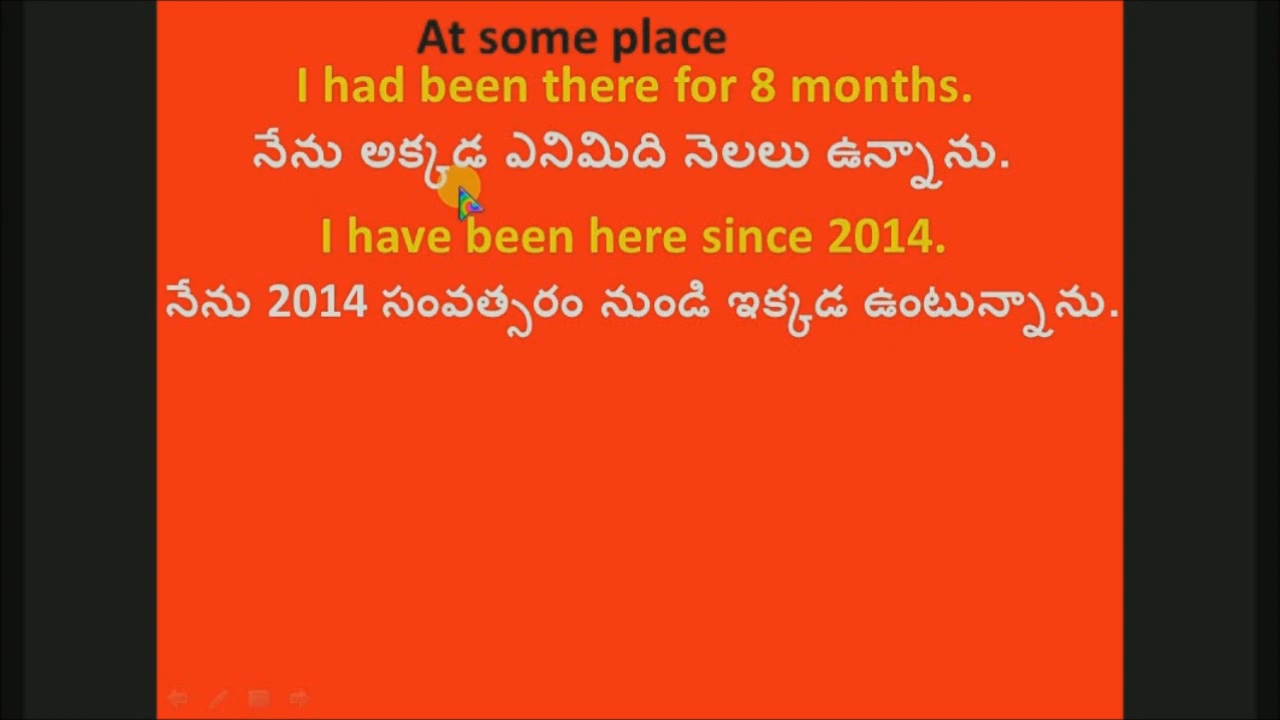 At some place
I had been there for 8 months.
నేను అక్కడ ఎనిమిది నెలలు ఉన్నాను.
I have been here since 2014.
నేను 2014 సంవత్సరం నుండి ఇక్కడ ఉంటున్నాను.